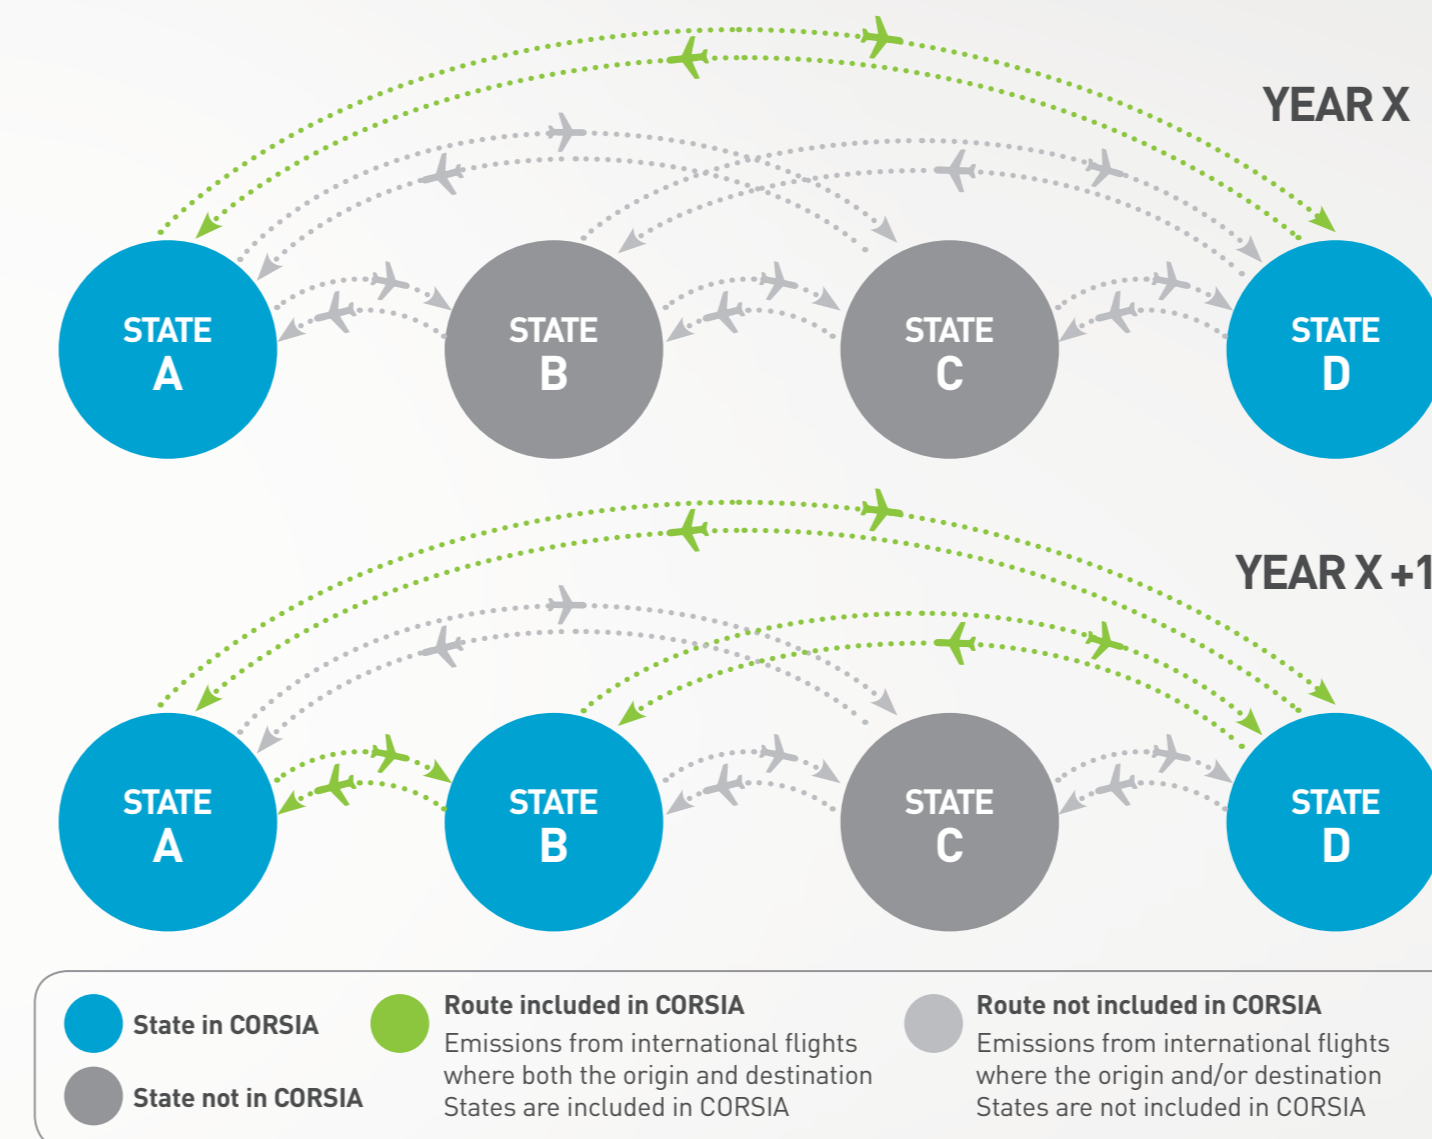 YEAR X
STATE
A
STATE
B
STATE
C
STATE
D
YEAR X +1
STATE
A
STATE
B
STATE
C
STATE
D
State in CORSIA
State not in CORSIA
Route included in CORSIA
Emissions from international flights
where both the origin and destination
States are included in CORSIA
Route not included in CORSIA
Emissions from international flights
where the origin and/or destination
States are not included in CORSIA